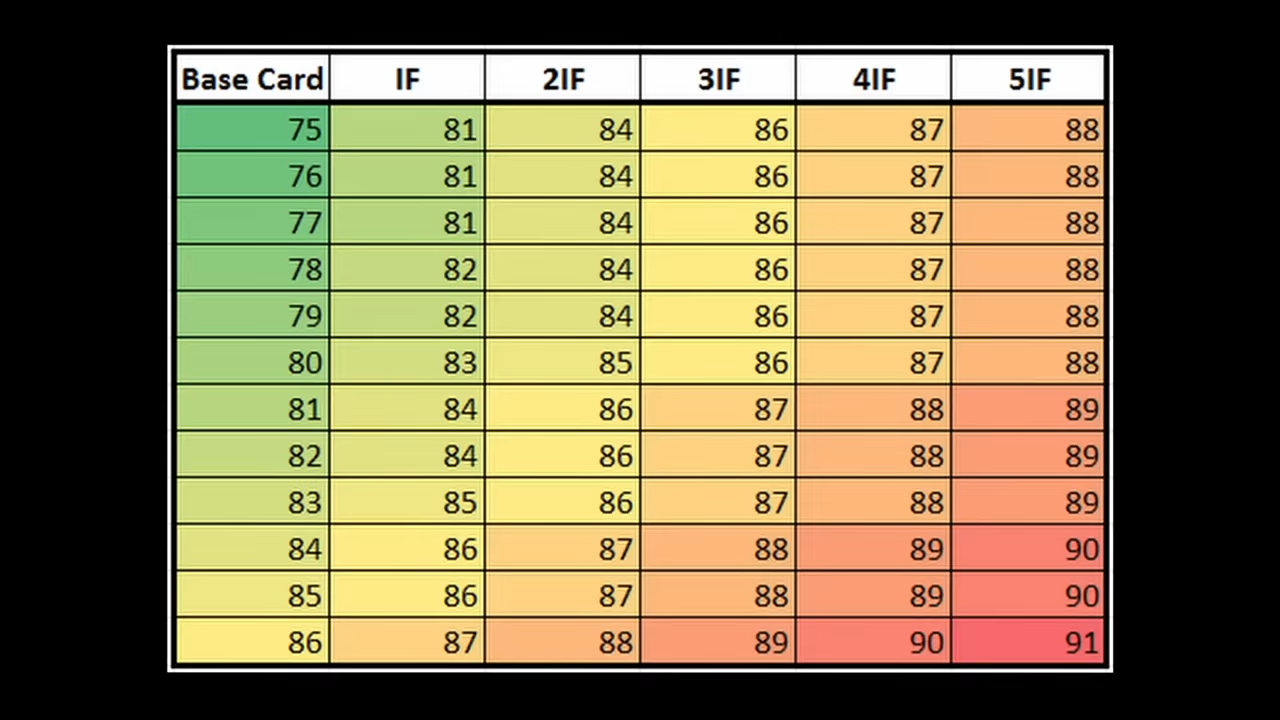 Base Card IF 2IF 3IF 4IF 5IF
75 81 84 86 87 88
76 81 84 86 87 88
77 81 84 86 87 88
78 82 84 86 87 88
79 82 84 86 87 88
80 83 85 86 87 88
81 84 86 87 88 89
82 84 86 87 88 89
83 85 86 87 88 89
84 86 87 88 89 90
85 86 87 88 89 90
86 87 88 89 90 91